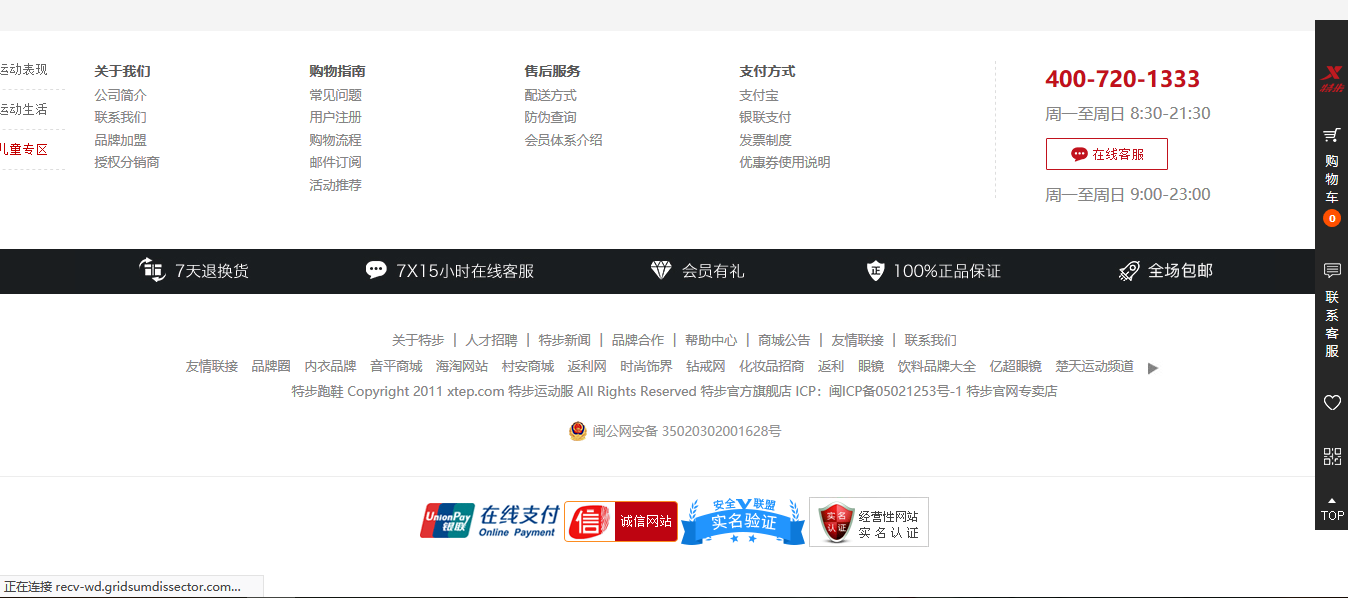 运动表现
运动生活
儿童专区
关于我们
公司简介
联系我们
品牌加盟
授权分销商
购物指南
常见问题
用户注册
购物流程
邮件订阅
活动推荐
售后服务
配送方式
防伪查询
会员体系介绍
支付方式
支付宝
银联支付
发票制度
优惠券使用说明
400-720-1333
周一至周日 8:30-21:30
在线客服
周一至周日 9:00-23:00
特步
购物车
0
联系客服
TOP
7天退换货
7X15小时在线客服
会员有礼
正
100%正品保证
全场包邮
关于特步 | 人才招聘 | 特步新闻 | 品牌合作 | 帮助中心 | 商城公告 | 友情联接 | 联系我们
友情联接 品牌圈 内衣品牌 音平商城 海淘网站 村安商城 返利网 时尚饰界 钻戒网 化妆品招商 返利 眼镜 饮料品牌大全 亿超眼镜 楚天运动频道
特步跑鞋 Copyright 2011 xtep.com 特步运动服 All Rights Reserved 特步官方旗舰店 ICP：闽ICP备05021253号-1 特步官网专卖店
闽公网安备 35020302001628号
UnionPay 银联 在线支付
Online Payment
信 诚信网站
安全V联盟
实名验证
实名认证
经营性网站
实名认证
正在连接 recv-wd.gridsumdissector.com...